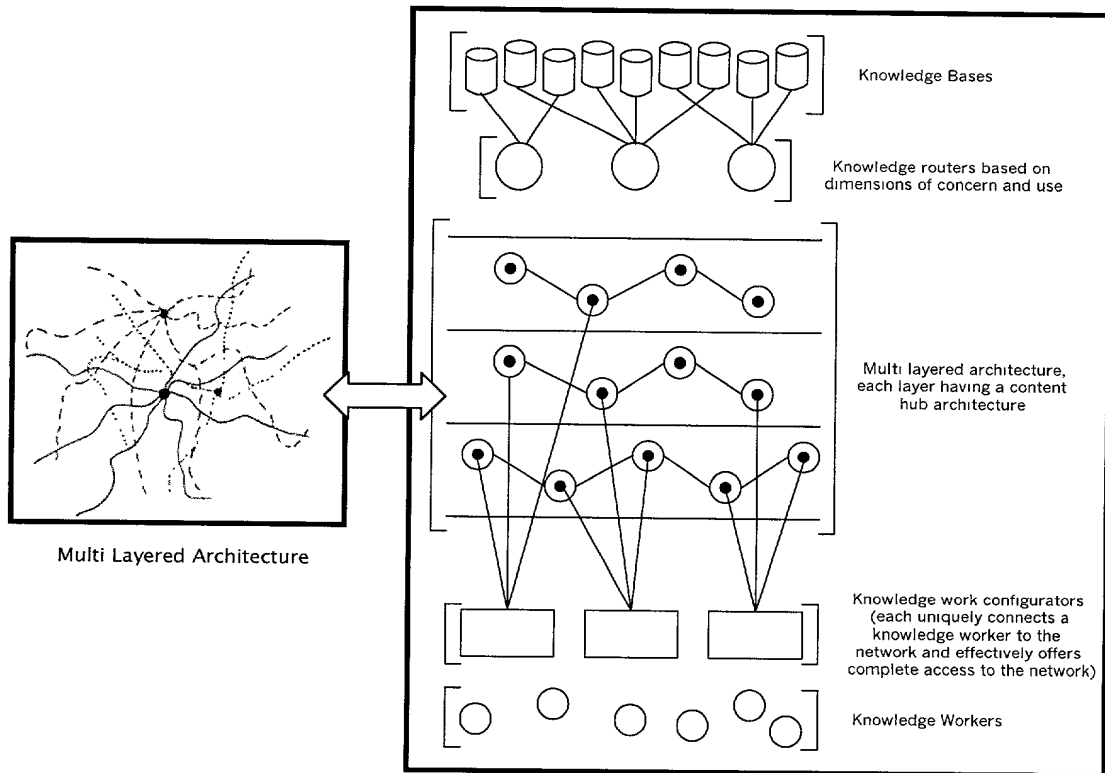 Knowledge Bases
Knowledge routers based on
dimensions of concern and use
Multi layered architecture,
each layer having a content
hub architecture
Multi Layered Architecture
Knowledge work configurators
(each uniquely connects a
knowledge worker to the
network and effectively offers
complete access to the network)
Knowledge Workers